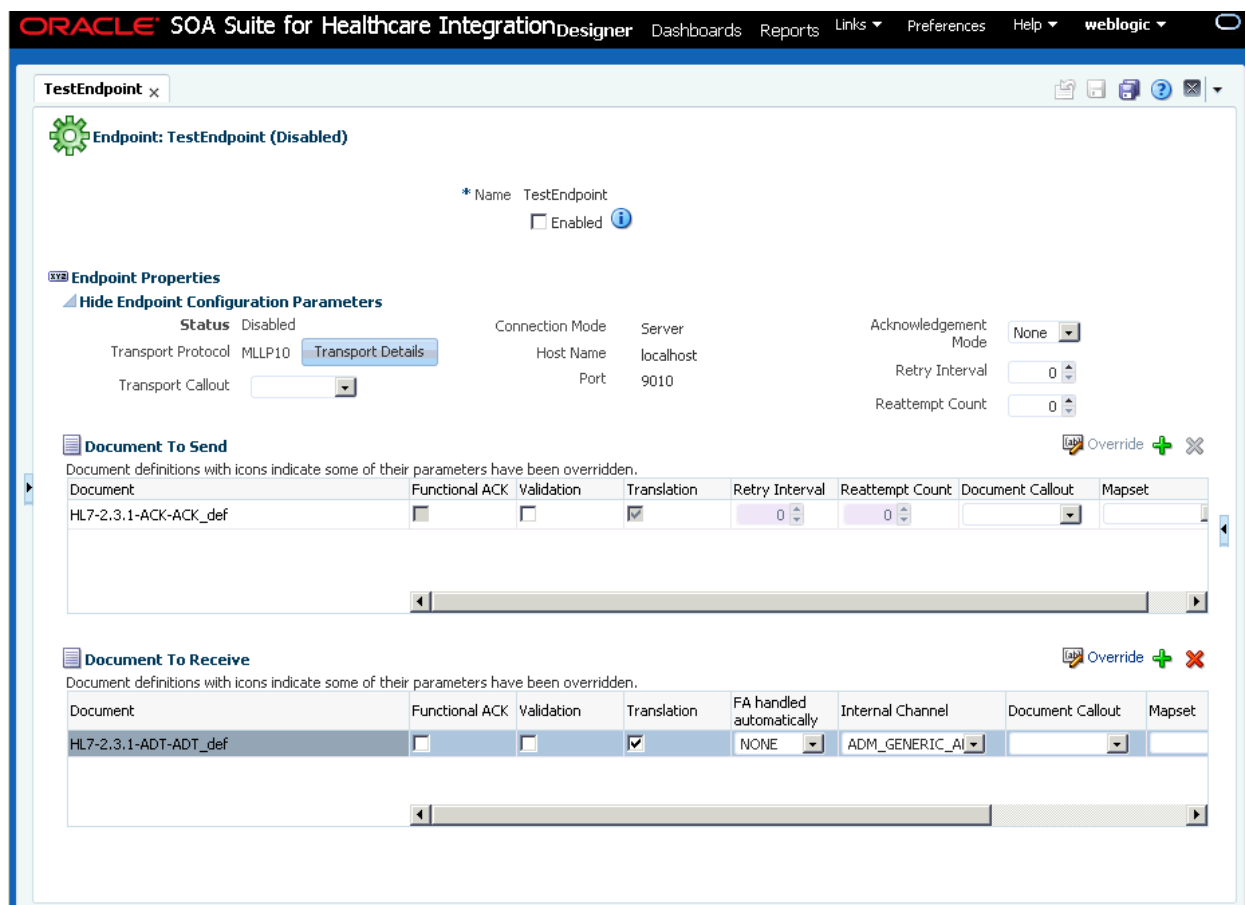 ORACLE SOA Suite for Healthcare Integration Designer Dashboards Reports Links Preferences Help weblogic
TestEndpoint
Endpoint: TestEndpoint (Disabled)
* Name TestEndpoint
Enabled
Endpoint Properties
Hide Endpoint Configuration Parameters
Status Disabled Connection Mode Server Acknowledgement Mode None
Transport Protocol MLLP10 Transport Details Host Name localhost Retry Interval 0
Transport Callout Port 9010 Reattempt Count 0
Document To Send Override
Document definitions with icons indicate some of their parameters have been overridden.
Document Functional ACK Validation Translation Retry Interval Reattempt Count Document Callout Mapset
HL7-2.3.1-ACK-ACK_def 0 0
Document To Receive Override
Document definitions with icons indicate some of their parameters have been overridden.
Document Functional ACK Validation Translation FA handled automatically Internal Channel Document Callout Mapset
HL7-2.3.1-ADT-ADT_def NONE